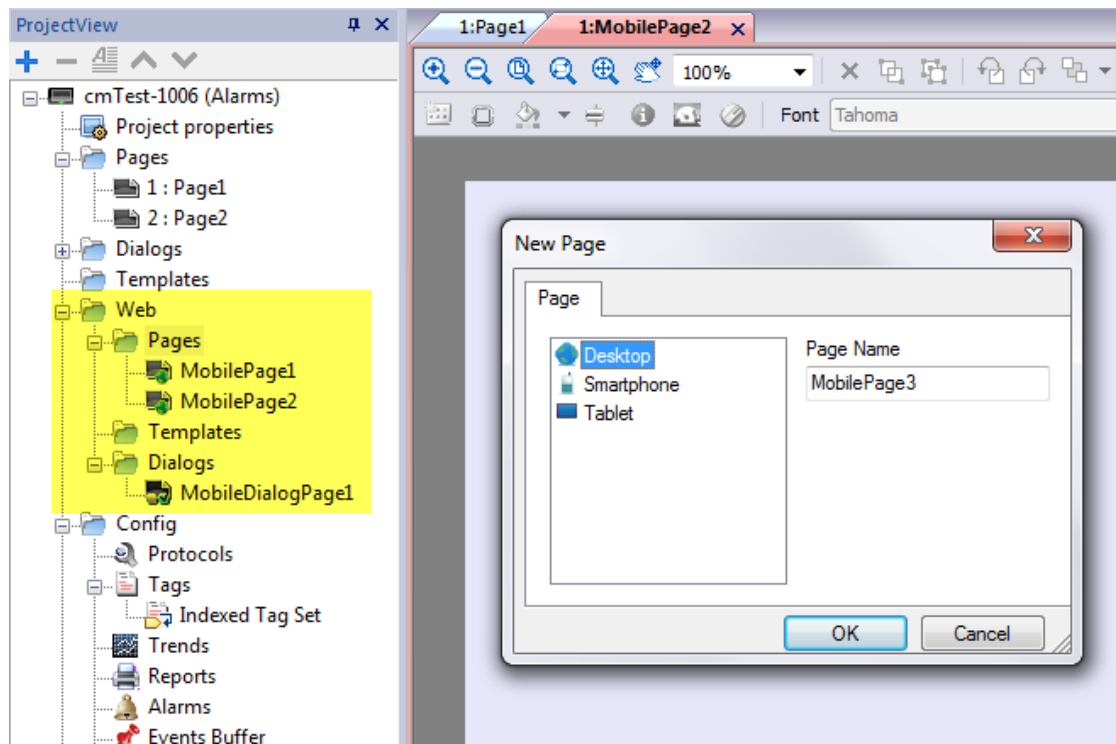 ProjectView
cmTest-1006 (Alarms)
Project properties
Pages
1 : Page1
2 : Page2
Dialogs
Templates
Web
Pages
MobilePage1
MobilePage2
Templates
Dialogs
MobileDialogPage1
Config
Protocols
Tags
Indexed Tag Set
Trends
Reports
Alarms
Events Buffer
1:Page1 1:MobilePage2
100%
Font Tahoma
New Page
Page
Desktop
Smartphone
Tablet
Page Name
MobilePage3
OK Cancel